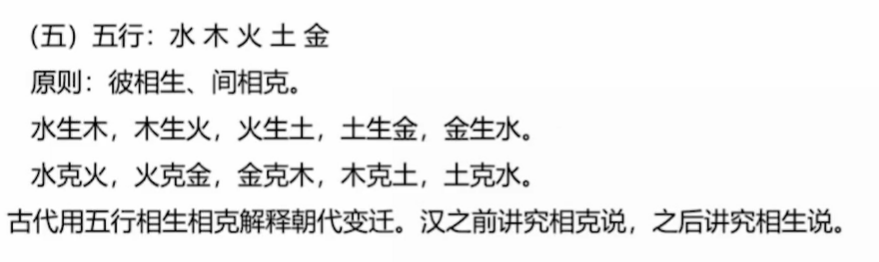 (五）五行：水 木 火 土 金
原则：彼相生、间相克。
水生木，木生火，火生土，土生金，金生水。
水克火，火克金，金克木，木克土，土克水。
古代用五行相生相克解释朝代变迁。汉之前讲究相克说，之后讲究相生说。